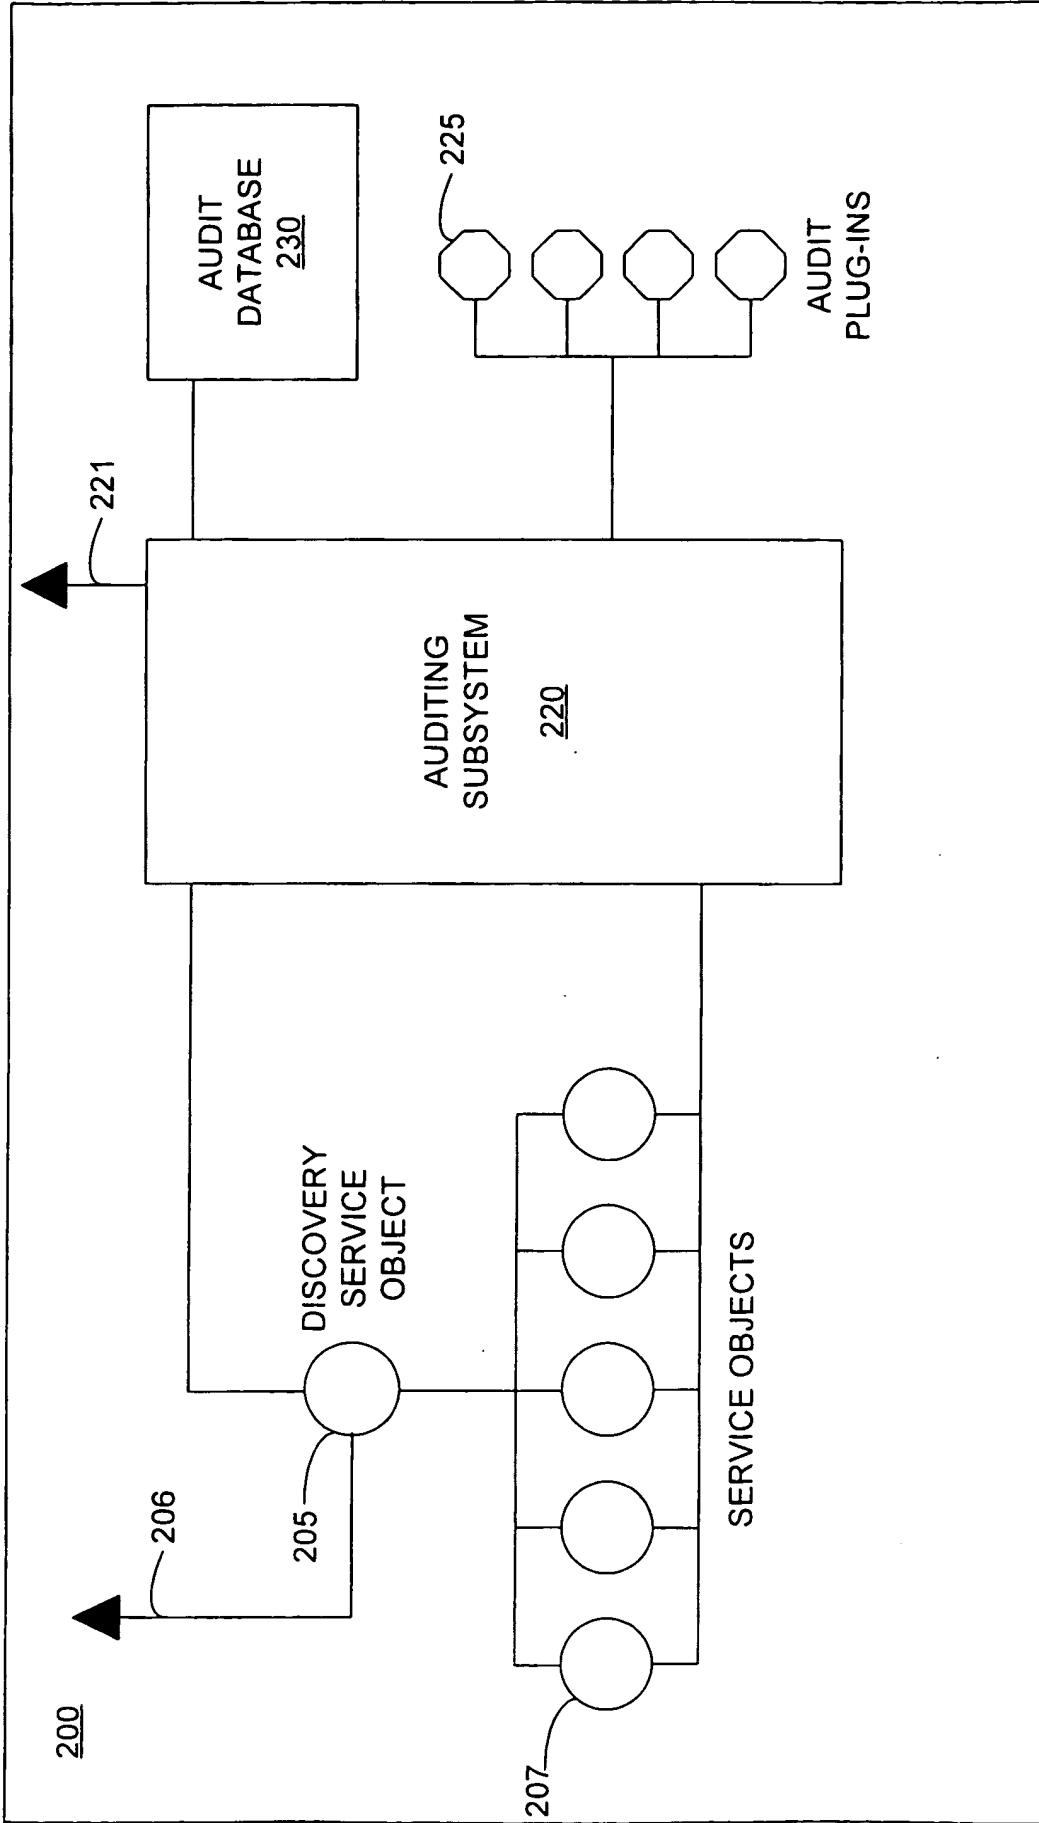 200
206
221
AUDIT
DATABASE
230
205
DISCOVERY
SERVICE
OBJECT
AUDITING
SUBSYSTEM
220
225
207
SERVICE OBJECTS
AUDIT
PLUG-INS